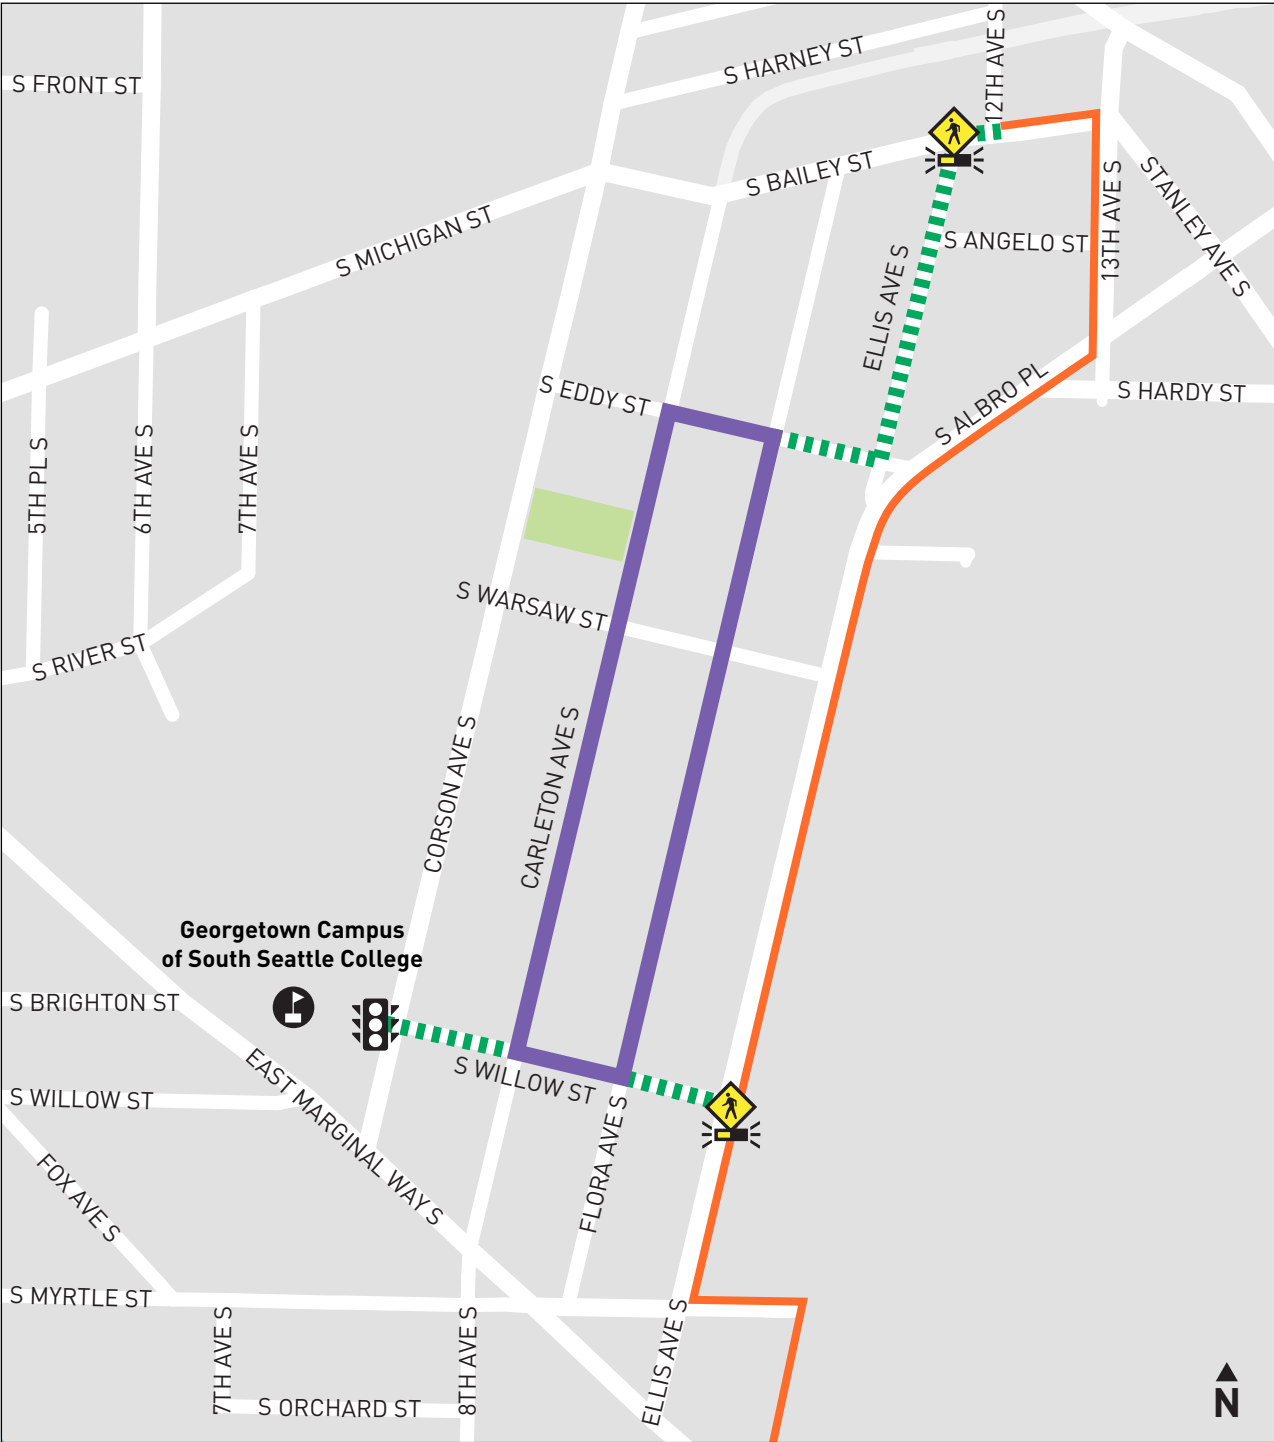 S HARNEY ST
12TH AVE S
S FRONT ST
S BAILEY ST
STANLEY AVE S
13TH AVE S
S MICHIGAN ST
S ANGELO ST
ELLIS AVE S
S ALBRO PL
S HARDY ST
S EDDY ST
5TH PL S
6TH AVE S
7TH AVE S
S WARSAW ST
S RIVER ST
CORSON AVE S
CARLETON AVE S
Georgetown Campus
of South Seattle College
S BRIGHTON ST
EAST MARGINAL WAY S
S WILLOW ST
S WILLOW ST
FLORA AVE S
FOX AVE S
S MYRTLE ST
7TH AVE S
8TH AVE S
ELLIS AVE S
S ORCHARD ST
N